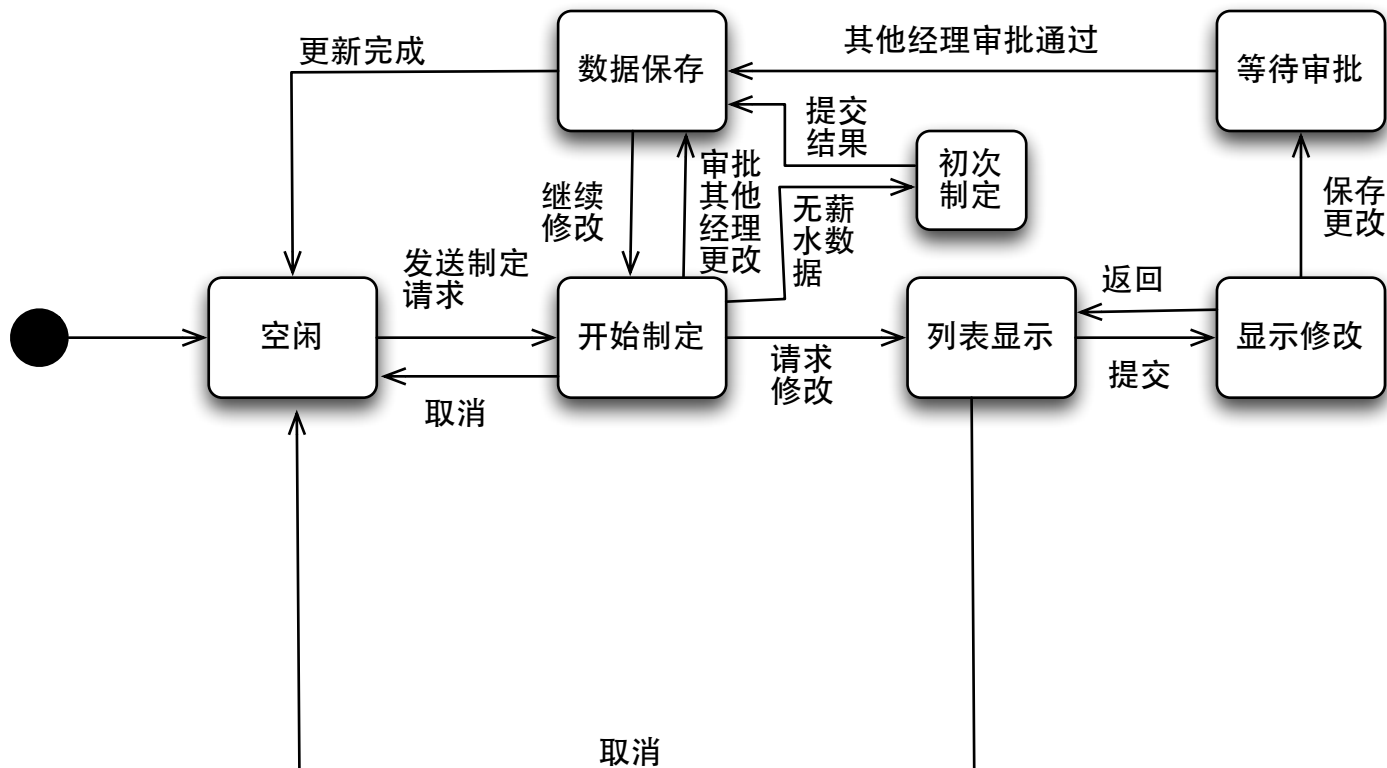 更新完成
数据保存
其他经理审批通过
等待审批
提交
结果
初次
制定
继续
修改
审批
其他
经理
更改
无薪
水数
据
保存
更改
发送制定
请求
返回
空闲
开始制定
请求
修改
列表显示
提交
显示修改
取消
取消